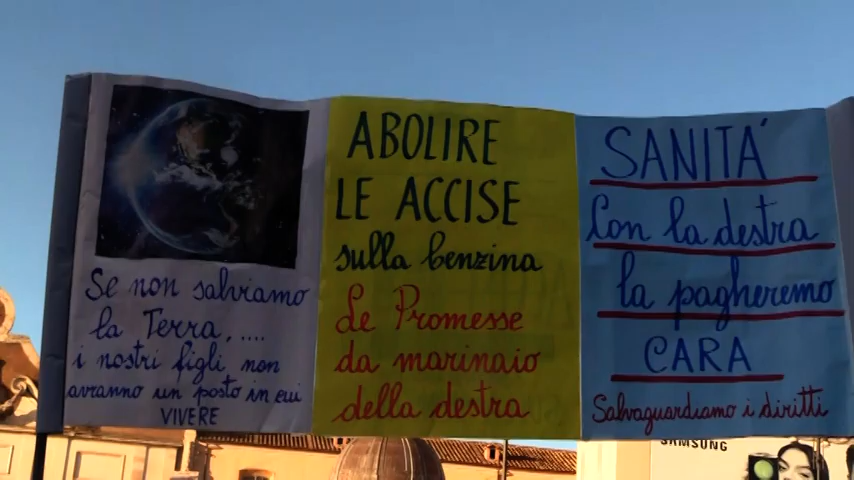 Se non salviamo
la Terra, ....
i nostri figli non
avranno un posto in cui
VIVERE
ABOLIRE
LE ACCISE
sulla benzina
Le Promesse
da marinaio
della destra
SANITÀ
Con la destra
la pagheremo
CARA
Salvaguardiamo i diritti
SAMSUNG